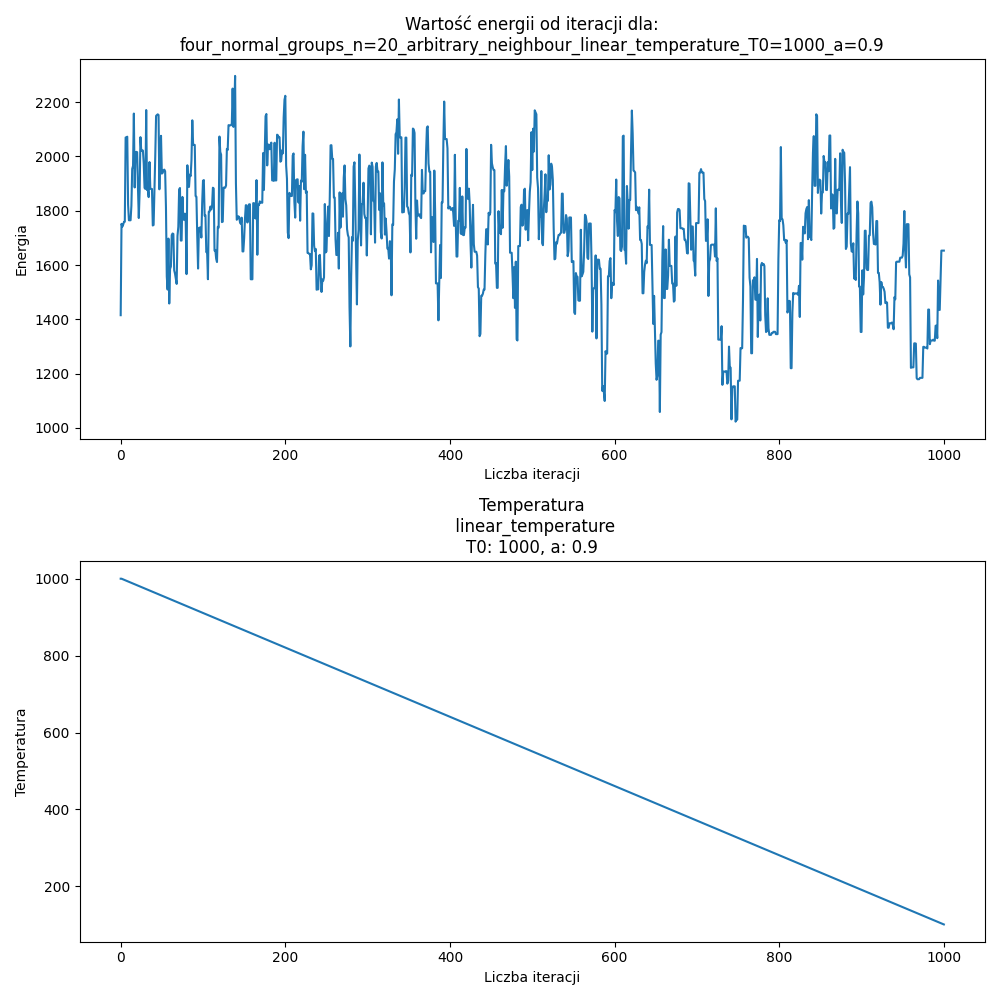 Wartość energii od iteracji dla:
four_normal_groups_n=20_arbitrary_neighbour_linear_temperature_T0=1000_a=0.9
2200
2000
1800
1600
1400
1200
1000
Energia
0 200 400 600 800 1000
Liczba iteracji
Temperatura
linear_temperature
T0: 1000, a: 0.9
1000
800
600
400
200
Temperatura
0 200 400 600 800 1000
Liczba iteracji